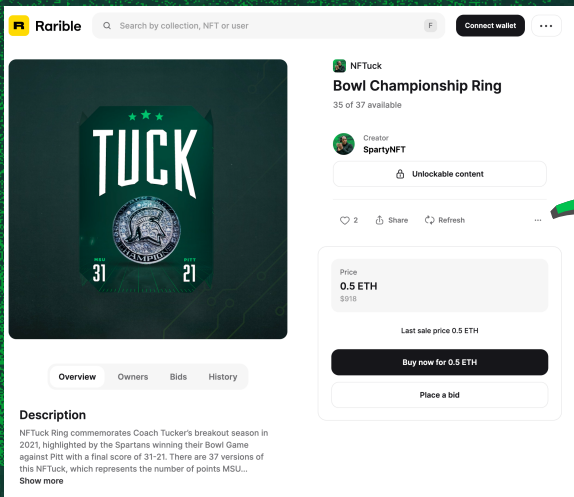 Rarible
Search by collection, NFT or user
F
Connect wallet
NFTuck
Bowl Championship Ring
35 of 37 available
Creator
SpartyNFT
Unlockable content
2
Share
Refresh
TUCK
CHAMPIONS
MSU
31
PITT
21
Price
0.5 ETH
$918
Last sale price 0.5 ETH
Buy now for 0.5 ETH
Place a bid
Overview
Owners
Bids
History
Description
NFTuck Ring commemorates Coach Tucker's breakout season in
2021, highlighted by the Spartans winning their Bowl Game
against Pitt with a final score of 31-21. There are 37 versions of
this NFTuck, which represents the number of points MSU...
Show more